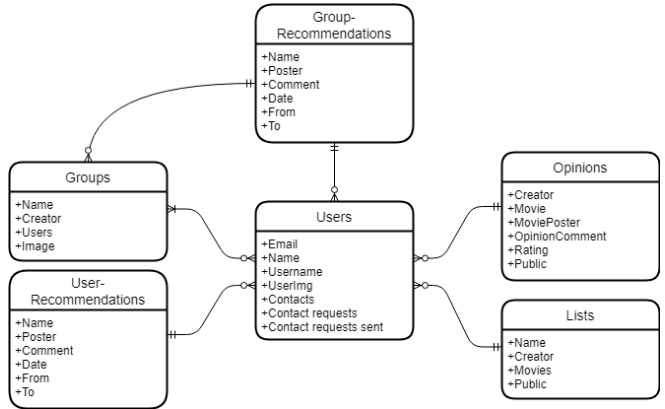 Group-
Recommendations
+Name
+Poster
+Comment
+Date
+From
+To
Groups
+Name
+Creator
+Users
+Image
Users
+Email
+Name
+Username
+UserImg
+Contacts
+Contact requests
+Contact requests sent
Opinions
+Creator
+Movie
+MoviePoster
+OpinionComment
+Rating
+Public
User-
Recommendations
+Name
+Poster
+Comment
+Date
+From
+To
Lists
+Name
+Creator
+Movies
+Public